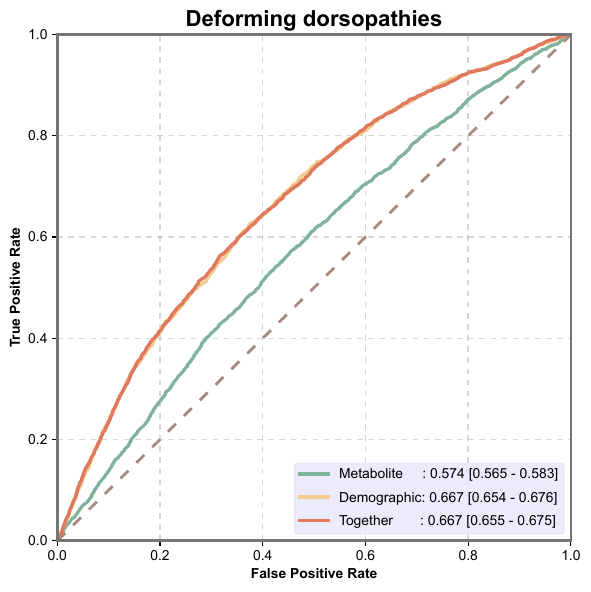 Deforming dorsopathies
1.0
0.8
0.6
0.4
0.2
0.0
True Positive Rate
Metabolite : 0.574 [0.565 - 0.583]
Demographic: 0.667 [0.654 - 0.676]
Together : 0.667 [0.655 - 0.675]
0.0 0.2 0.4 0.6 0.8 1.0
False Positive Rate